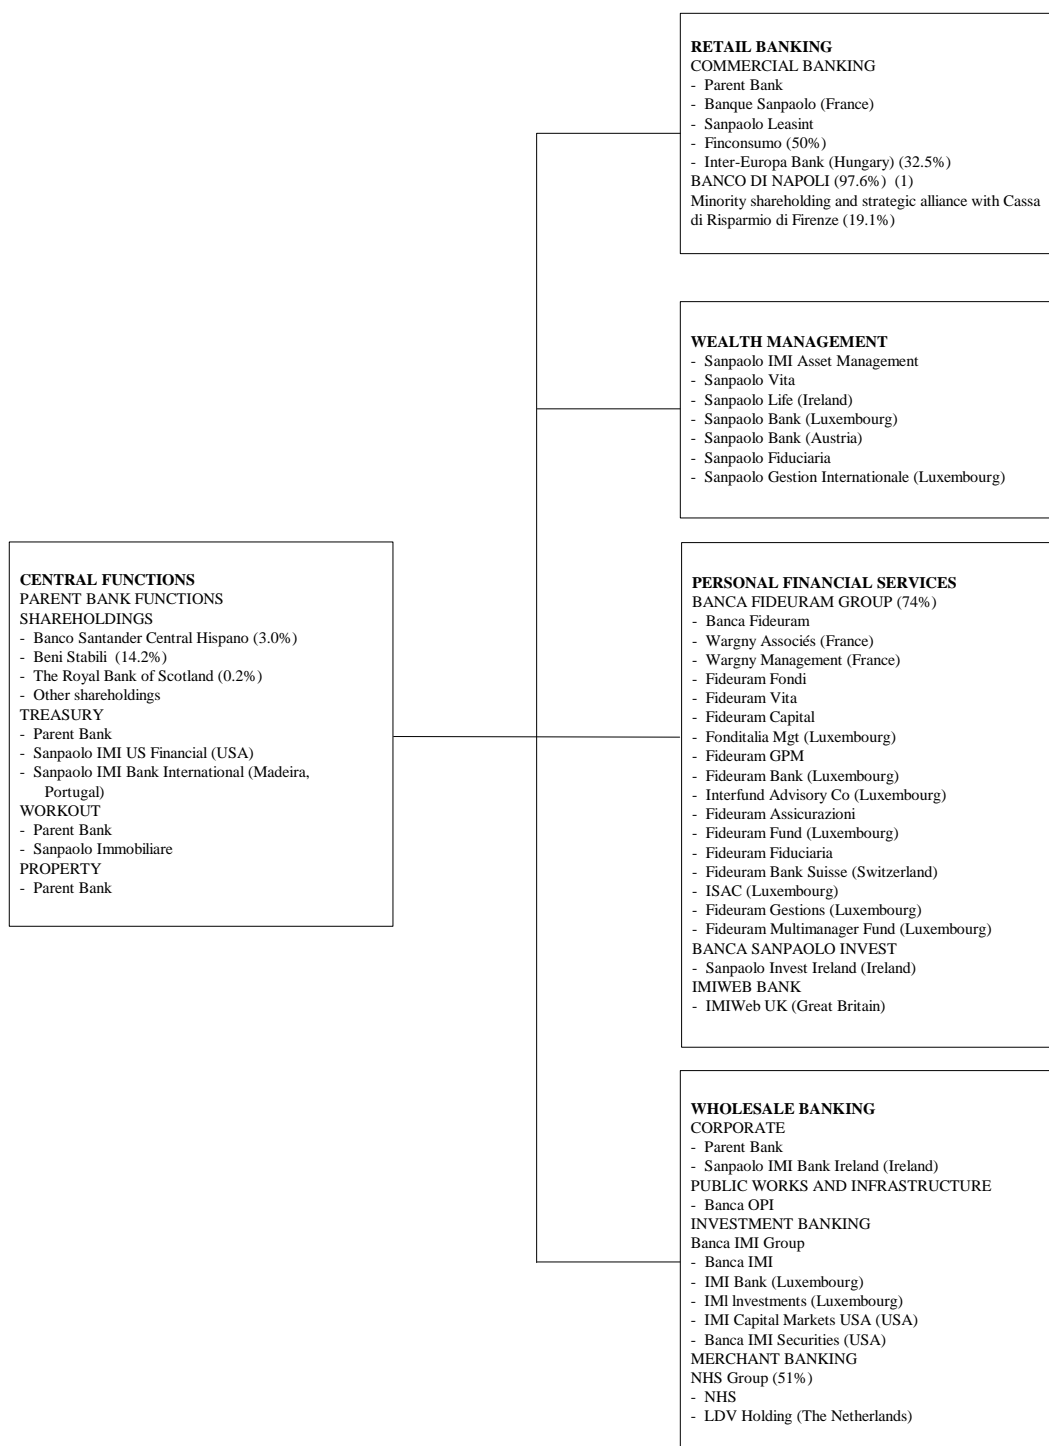 RETAIL BANKING
COMMERCIAL BANKING
- Parent Bank
- Banque Sanpaolo (France)
- Sanpaolo Leasint
- Finconsumo (50%)
- Inter-Europa Bank (Hungary) (32.5%)
BANCO DI NAPOLI (97.6%) (1)
Minority shareholding and strategic alliance with Cassa
di Risparmio di Firenze (19.1%)
WEALTH MANAGEMENT
- Sanpaolo IMI Asset Management
- Sanpaolo Vita
- Sanpaolo Life (Ireland)
- Sanpaolo Bank (Luxembourg)
- Sanpaolo Bank (Austria)
- Sanpaolo Fiduciaria
- Sanpaolo Gestion Internationale (Luxembourg)
CENTRAL FUNCTIONS
PARENT BANK FUNCTIONS
SHAREHOLDINGS
- Banco Santander Central Hispano (3.0%)
- Beni Stabili (14.2%)
- The Royal Bank of Scotland (0.2%)
- Other shareholdings
TREASURY
- Parent Bank
- Sanpaolo IMI US Financial (USA)
- Sanpaolo IMI Bank International (Madeira,
Portugal)
WORKOUT
- Parent Bank
- Sanpaolo Immobiliare
PROPERTY
- Parent Bank
PERSONAL FINANCIAL SERVICES
BANCA FIDEURAM GROUP (74%)
- Banca Fideuram
- Wargny Associés (France)
- Wargny Management (France)
- Fideuram Fondi
- Fideuram Vita
- Fideuram Capital
- Fonditalia Mgt (Luxembourg)
- Fideuram GPM
- Fideuram Bank (Luxembourg)
- Interfund Advisory Co (Luxembourg)
- Fideuram Assicurazioni
- Fideuram Fund (Luxembourg)
- Fideuram Fiduciaria
- Fideuram Bank Suisse (Switzerland)
- ISAC (Luxembourg)
- Fideuram Gestions (Luxembourg)
- Fideuram Multimanager Fund (Luxembourg)
BANCA SANPAOLO INVEST
- Sanpaolo Invest Ireland (Ireland)
IMIWEB BANK
- IMIWeb UK (Great Britain)
WHOLESALE BANKING
CORPORATE
- Parent Bank
- Sanpaolo IMI Bank Ireland (Ireland)
PUBLIC WORKS AND INFRASTRUCTURE
- Banca OPI
INVESTMENT BANKING
Banca IMI Group
- Banca IMI
- IMI Bank (Luxembourg)
- IMl lnvestments (Luxembourg)
- IMI Capital Markets USA (USA)
- Banca IMI Securities (USA)
MERCHANT BANKING
NHS Group (51%)
- NHS
- LDV Holding (The Netherlands)